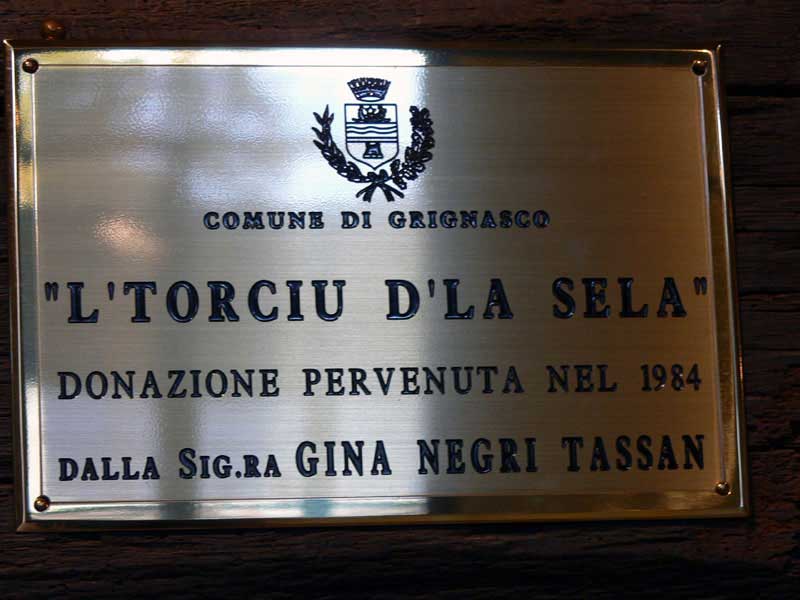 COMUNE DI GRIGNASCO
"L'TORCIU D'LA SELA"
DONAZIONE PERVENUTA NEL 1984
DALLA SIG.RA GINA NEGRI TASSAN